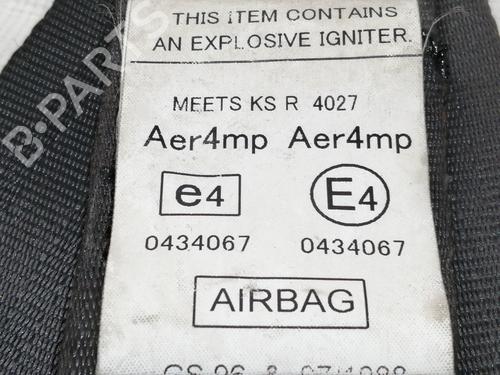 THIS ITEM CONTAINS
AN EXPLOSIVE IGNITER.
MEETS KS R 4027
Aer4mp Aer4mp
e4 E4
0434067 0434067
AIRBAG
B-PARTS